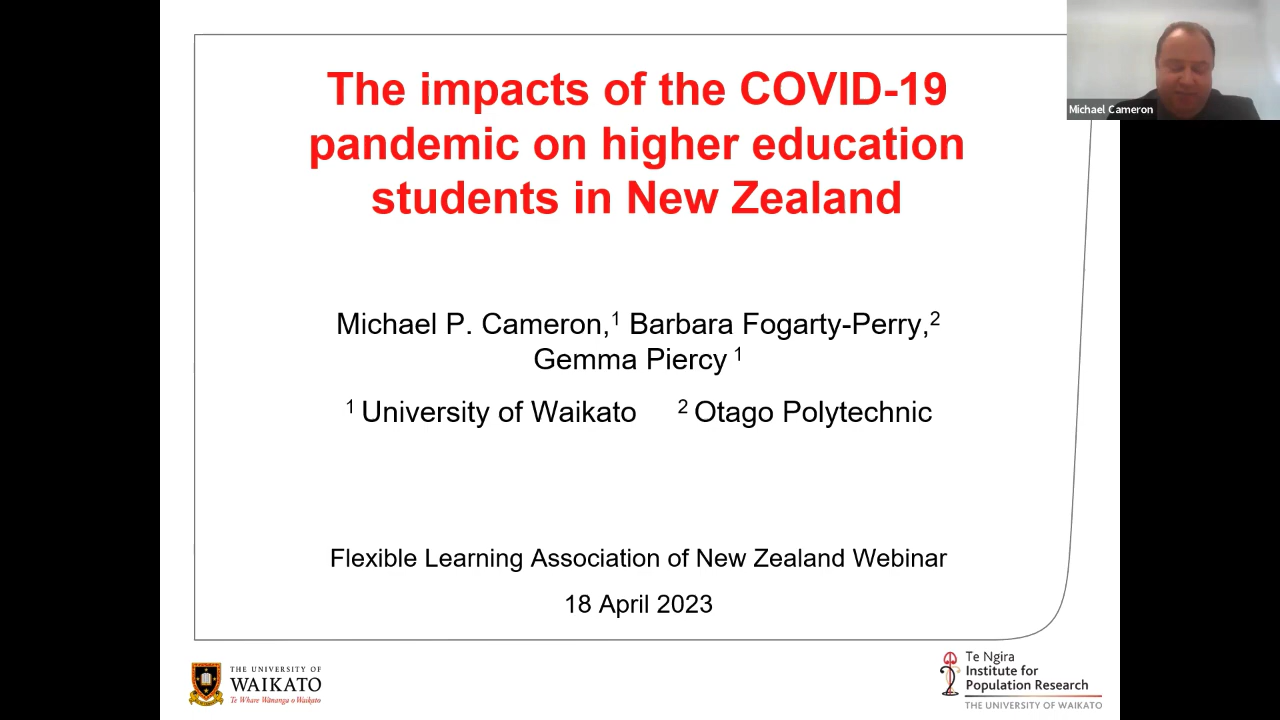 The impacts of the COVID-19
pandemic on higher education
students in New Zealand
Michael Cameron
Michael P. Cameron,¹ Barbara Fogarty-Perry,²
Gemma Piercy ¹
¹ University of Waikato ² Otago Polytechnic
Flexible Learning Association of New Zealand Webinar
18 April 2023
THE UNIVERSITY OF
WAIKATO
Te Whare Wānanga o Waikato
Te Ngira
Institute for
Population Research
THE UNIVERSITY OF WAIKATO